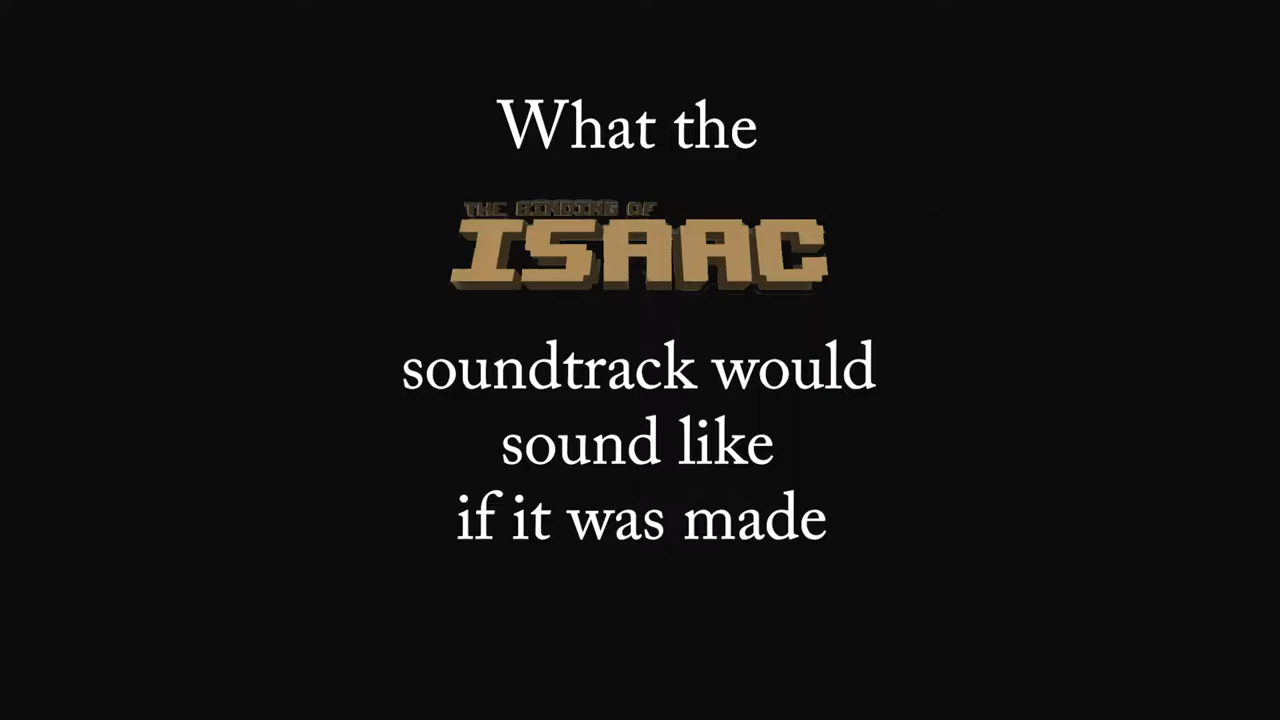 What the
THE BINDING OF
ISAAC
soundtrack would
sound like
if it was made